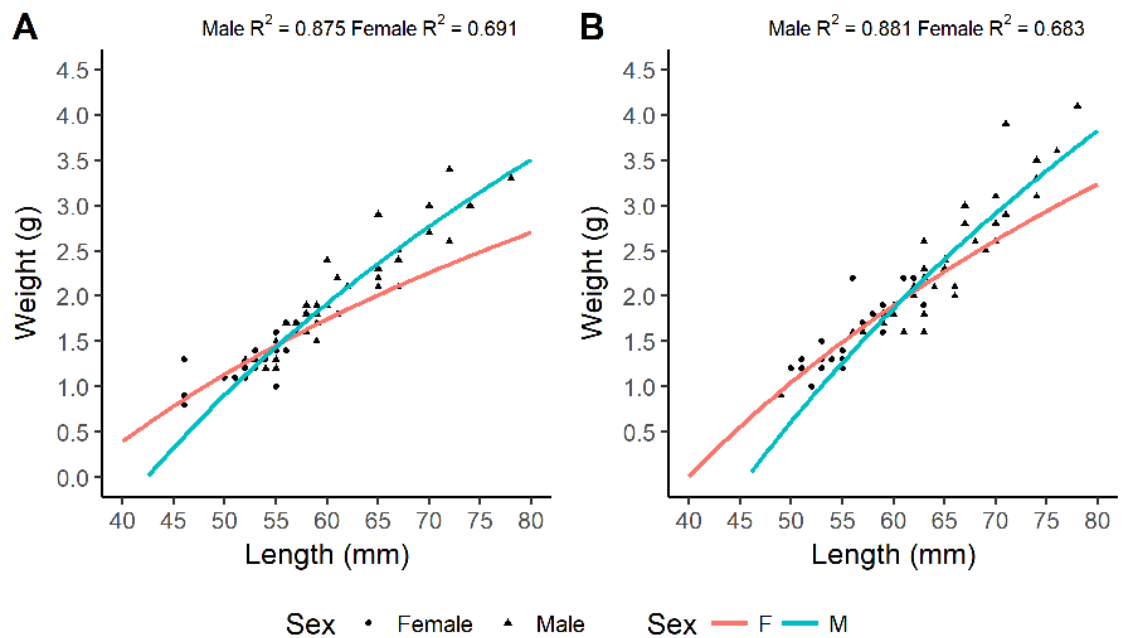 A Male R² = 0.875 Female R² = 0.691
4.5
4.0
3.5
3.0
2.5
2.0
1.5
1.0
0.5
0.0
Weight (g)
40 45 50 55 60 65 70 75 80
Length (mm)
B Male R² = 0.881 Female R² = 0.683
4.5
4.0
3.5
3.0
2.5
2.0
1.5
1.0
0.5
Weight (g)
40 45 50 55 60 65 70 75 80
Length (mm)
Sex Female Male Sex F M